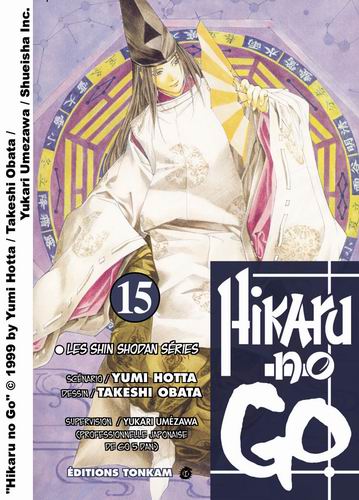 "Hikaru no Go" © 1999 by Yumi Hotta / Takeshi Obata /
Yukari Umezawa / Shueisha Inc.
15
LES SHIN SHODAN SÉRIES
SCÉNARIO / YUMI HOTTA
DESSIN / TAKESHI OBATA
SUPERVISION / YUKARI UMÉZAWA
(PROFESSIONNELLE JAPONAISE
DE GO 5 DAN)
ÉDITIONS TONKAM
HIKARU
no
GO